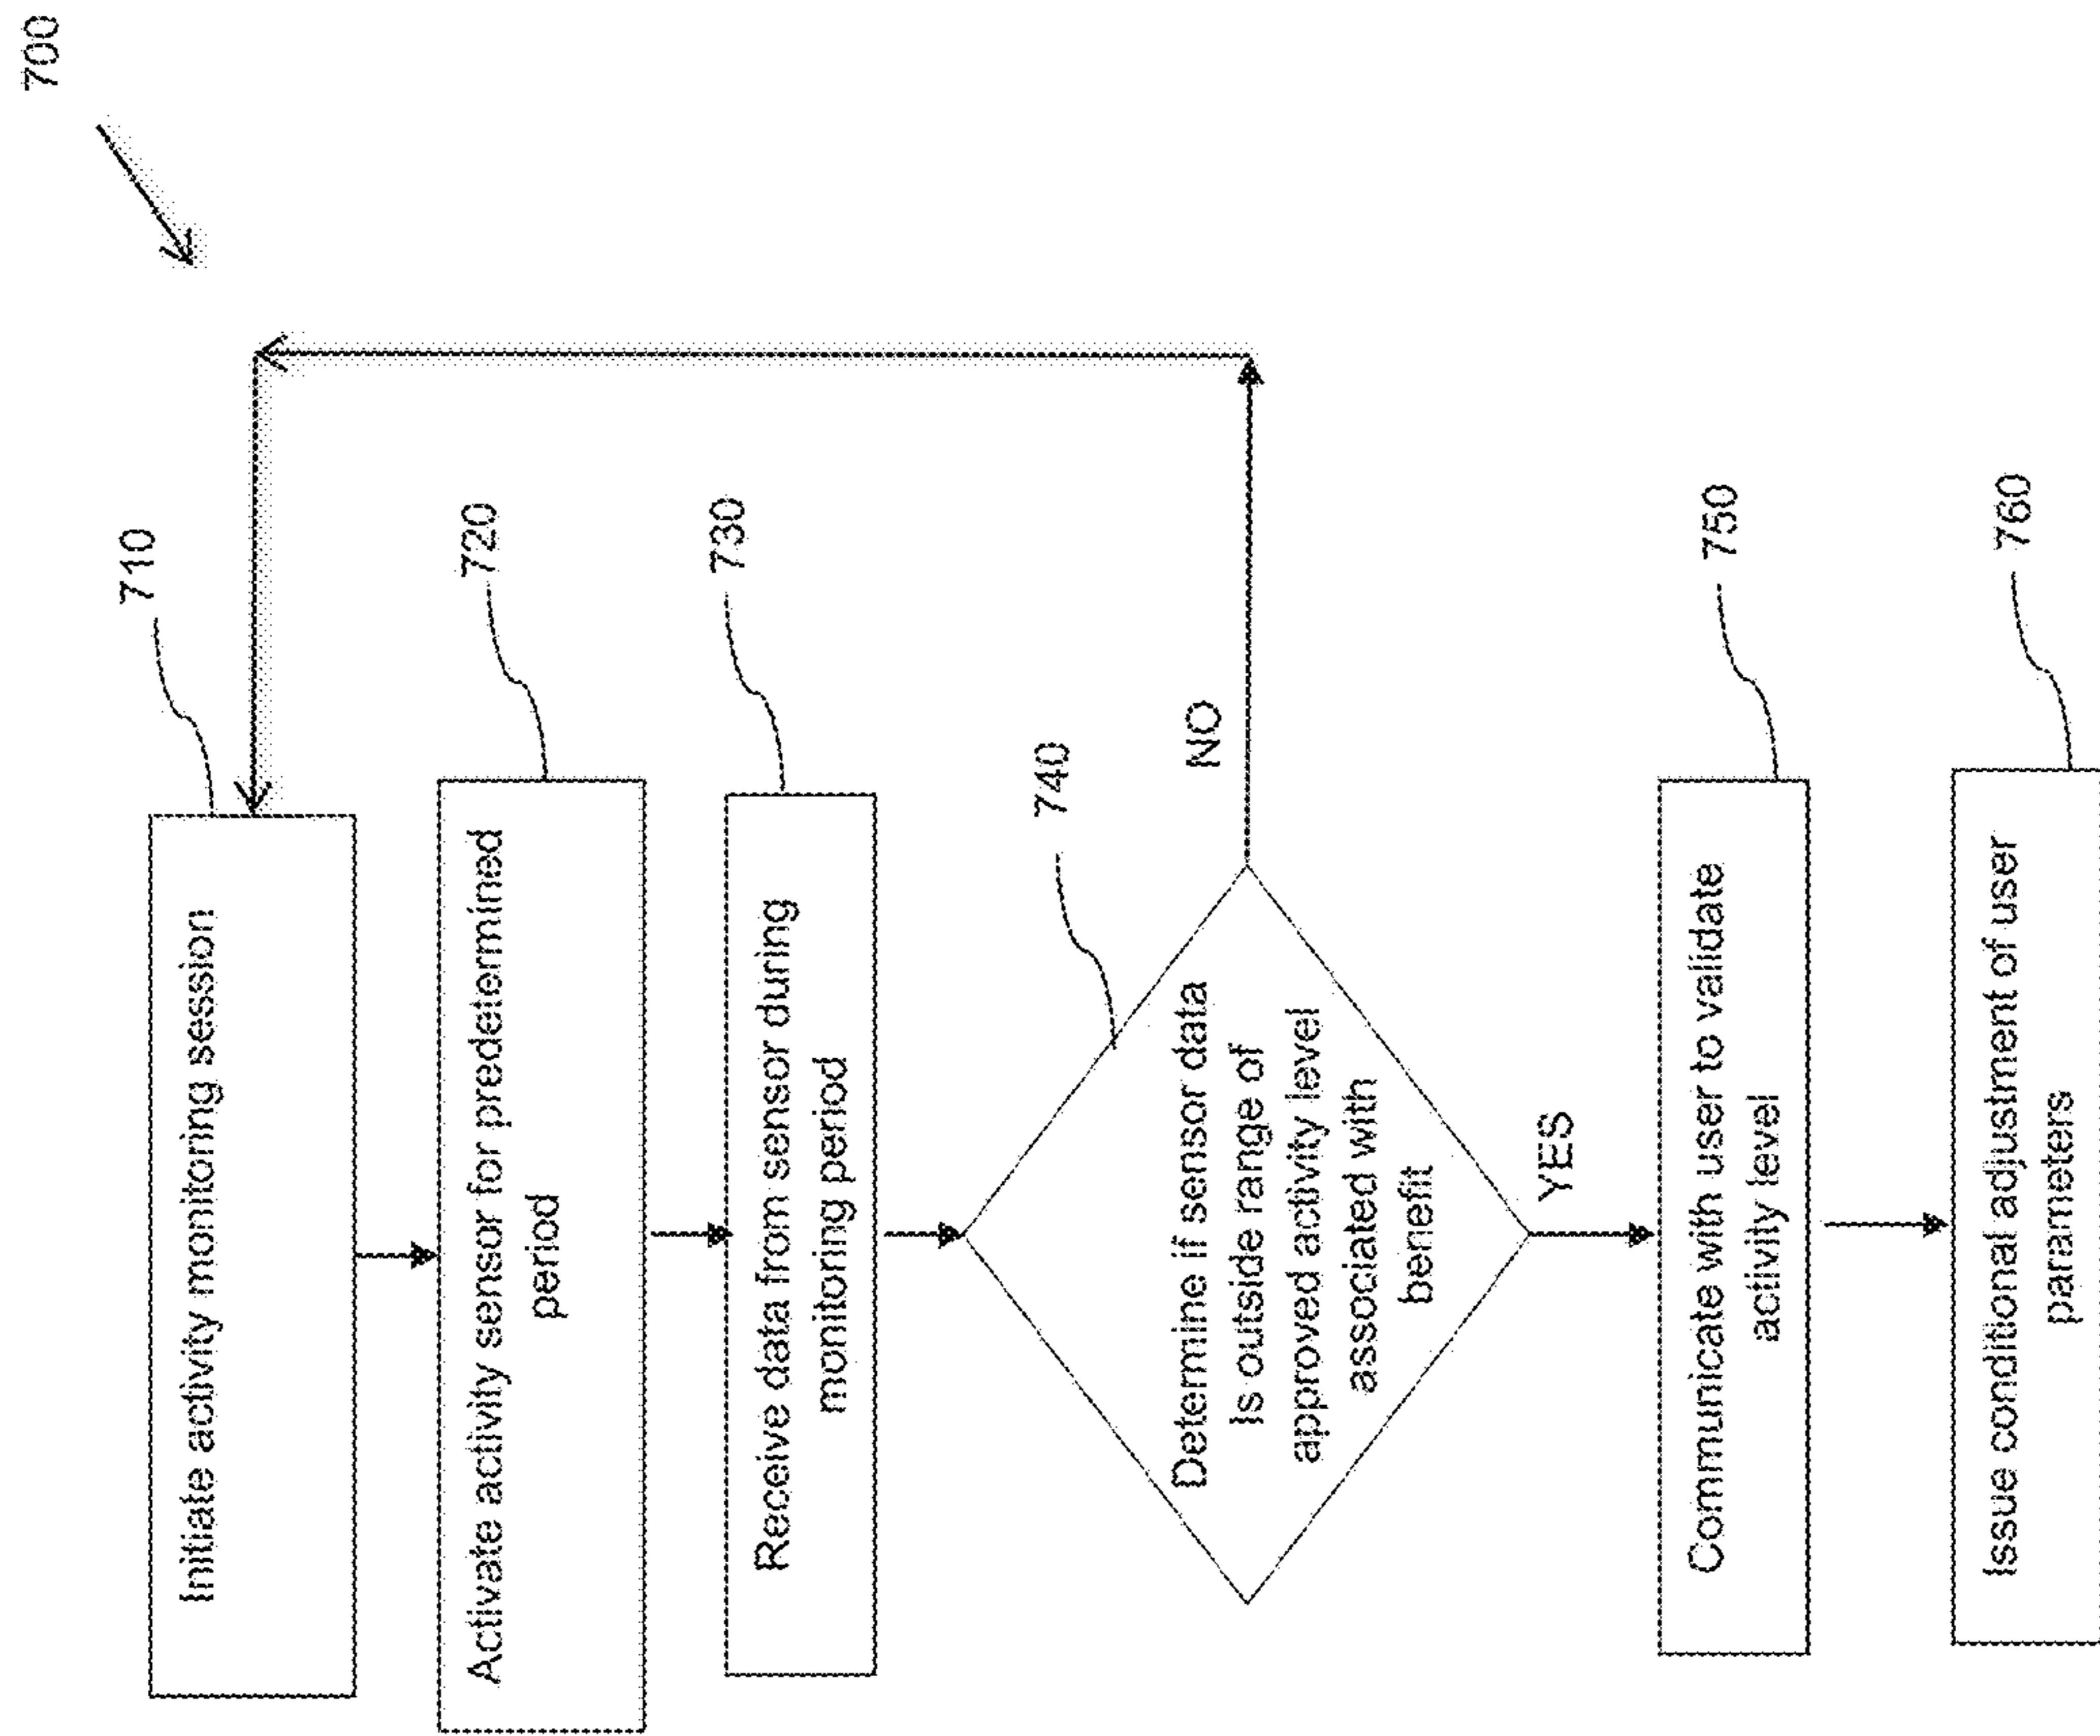 700
710
Initiate activity monitoring session
720
Activate activity sensor for predetermined
period
730
Receive data from sensor during
monitoring period
740
Determine if sensor data
Is outside range of
approved activity level
associated with
benefit
NO
YES
750
Communicate with user to validate
activity level
760
Issue conditional adjustment of user
parameters